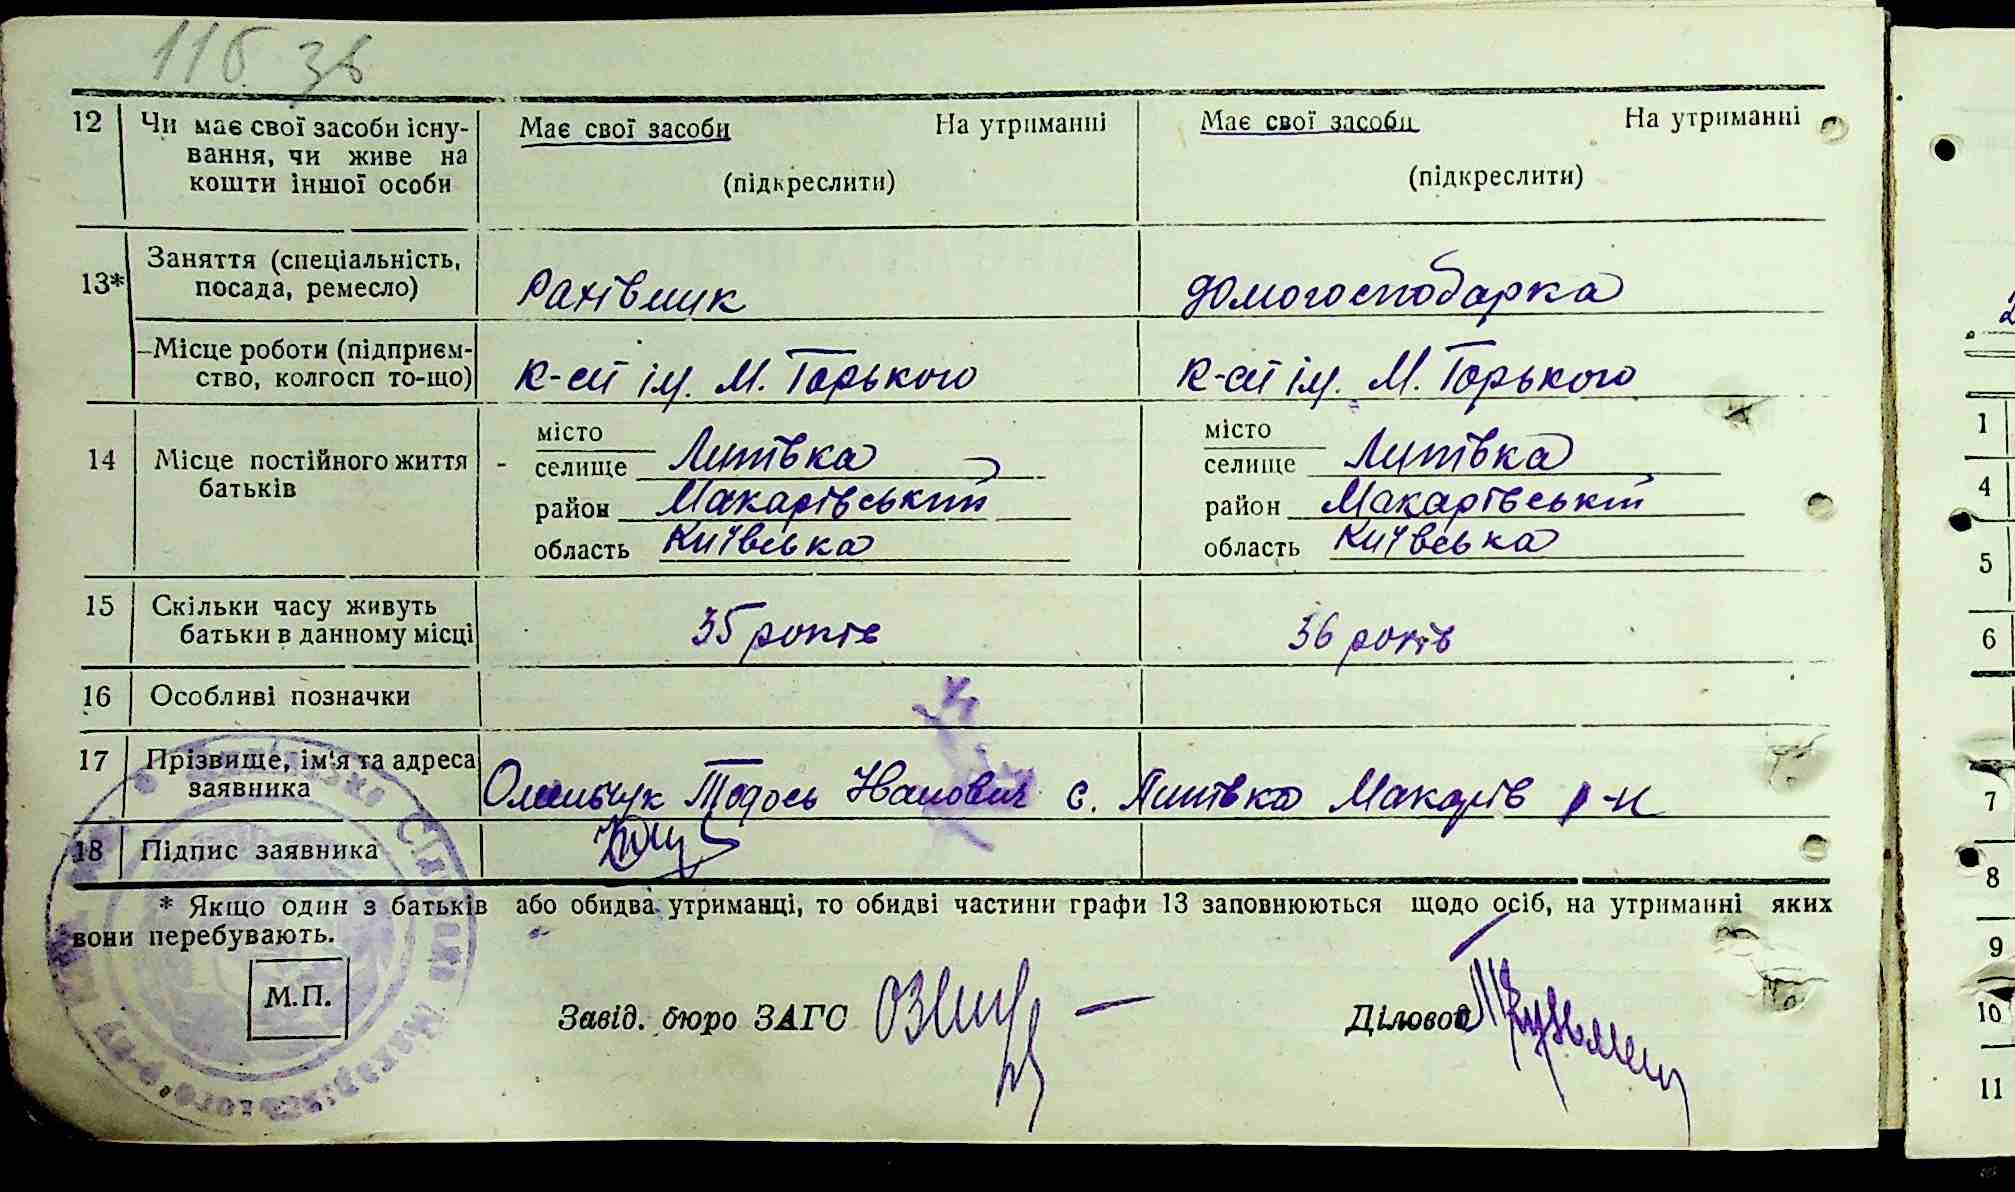 116 зв
12 Чи має свої засоби існу- Має свої засоби На утриманні Має свої засоби На утриманні
вання, чи живе на
кошти іншої особи (підкреслити) (підкреслити)
13* Заняття (спеціальність,
посада, ремесло) Рахівник домогосподарка
Місце роботи (підприєм-
ство, колгосп то-що) к-сп ім. М. Горького к-сп ім. М. Горького
місто місто
14 Місце постійного життя - селище Липівка селище Липівка
батьків район Макарівський район Макарівський
область Київська область Київська
15 Скільки часу живуть
батьки в данному місці 35 років 36 років
16 Особливі позначки
17 Прізвище, ім'я та адреса
заявника Тодось Іванович с. Липівка Макарів р-н
18 Підпис заявника
* Якщо один з батьків або обидва утриманці, то обидві частини графи 13 заповнюються щодо осіб, на утриманні яких
вони перебувають.
М.П.
Завід. бюро ЗАГС Діловод
1
4
5
6
7
8
9
10
11